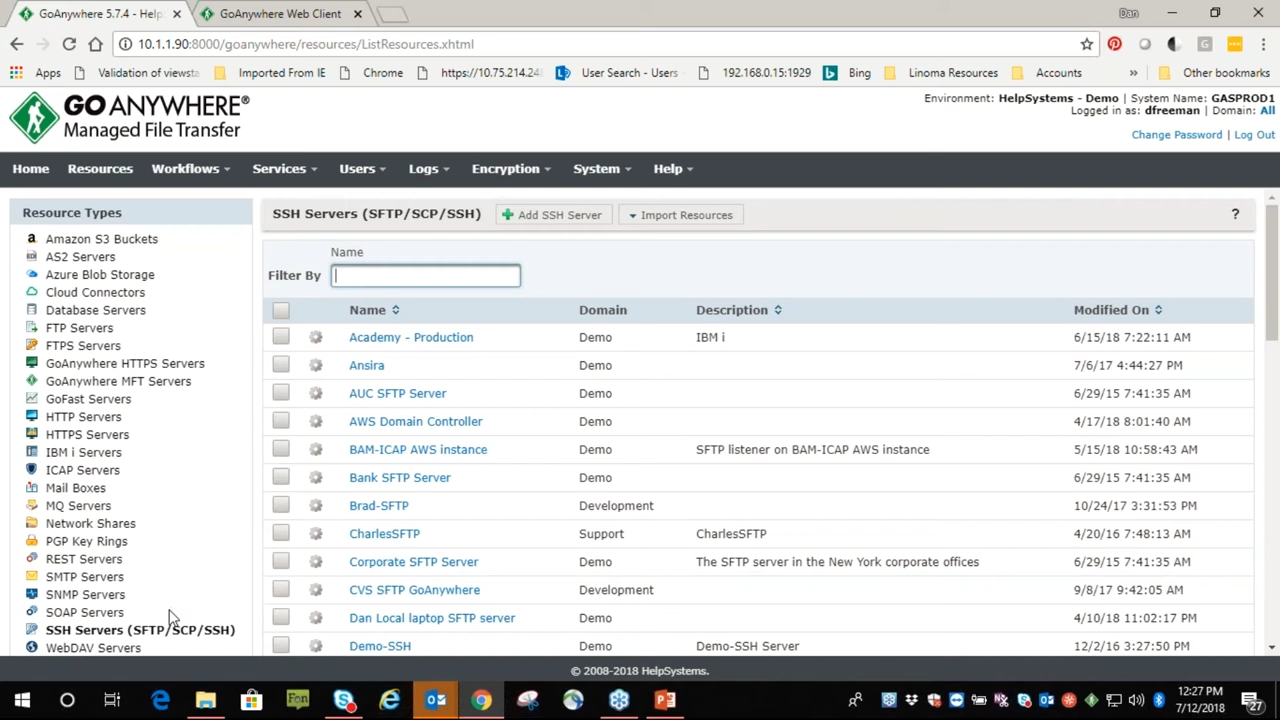 GoAnywhere 5.7.4 - Help
GoAnywhere Web Client
Dan
10.1.1.90:8000/goanywhere/resources/ListResources.xhtml
Apps
Validation of viewsta
Imported From IE
Chrome
https://10.75.214.24
User Search - Users
192.168.0.15:1929
Bing
Linoma Resources
Accounts
»
Other bookmarks
GO ANYWHERE®
Managed File Transfer
Environment: HelpSystems - Demo | System Name: GASPROD1
Logged in as: dfreeman | Domain: All
Change Password | Log Out
Home Resources Workflows Services Users Logs Encryption System Help
Resource Types
Amazon S3 Buckets
AS2 Servers
Azure Blob Storage
Cloud Connectors
Database Servers
FTP Servers
FTPS Servers
GoAnywhere HTTPS Servers
GoAnywhere MFT Servers
GoFast Servers
HTTP Servers
HTTPS Servers
IBM i Servers
ICAP Servers
Mail Boxes
MQ Servers
Network Shares
PGP Key Rings
REST Servers
SMTP Servers
SNMP Servers
SOAP Servers
SSH Servers (SFTP/SCP/SSH)
WebDAV Servers
SSH Servers (SFTP/SCP/SSH) Add SSH Server Import Resources ?
Name
Filter By
Name Domain Description Modified On
Academy - Production Demo IBM i 6/15/18 7:22:11 AM
Ansira Demo 7/6/17 4:44:27 PM
AUC SFTP Server Demo 6/29/15 7:41:35 AM
AWS Domain Controller Demo 4/17/18 8:01:40 AM
BAM-ICAP AWS instance Demo SFTP listener on BAM-ICAP AWS instance 5/15/18 10:58:43 AM
Bank SFTP Server Demo 6/29/15 7:41:35 AM
Brad-SFTP Development 10/24/17 3:31:53 PM
CharlesSFTP Support CharlesSFTP 4/20/16 7:48:13 AM
Corporate SFTP Server Demo The SFTP server in the New York corporate offices 6/29/15 7:41:35 AM
CVS SFTP GoAnywhere Development 9/8/17 9:42:05 AM
Dan Local laptop SFTP server Demo 4/10/18 11:02:17 PM
Demo-SSH Demo Demo-SSH Server 12/2/16 3:27:50 PM
© 2008-2018 HelpSystems.
Fon
12:27 PM
7/12/2018
27